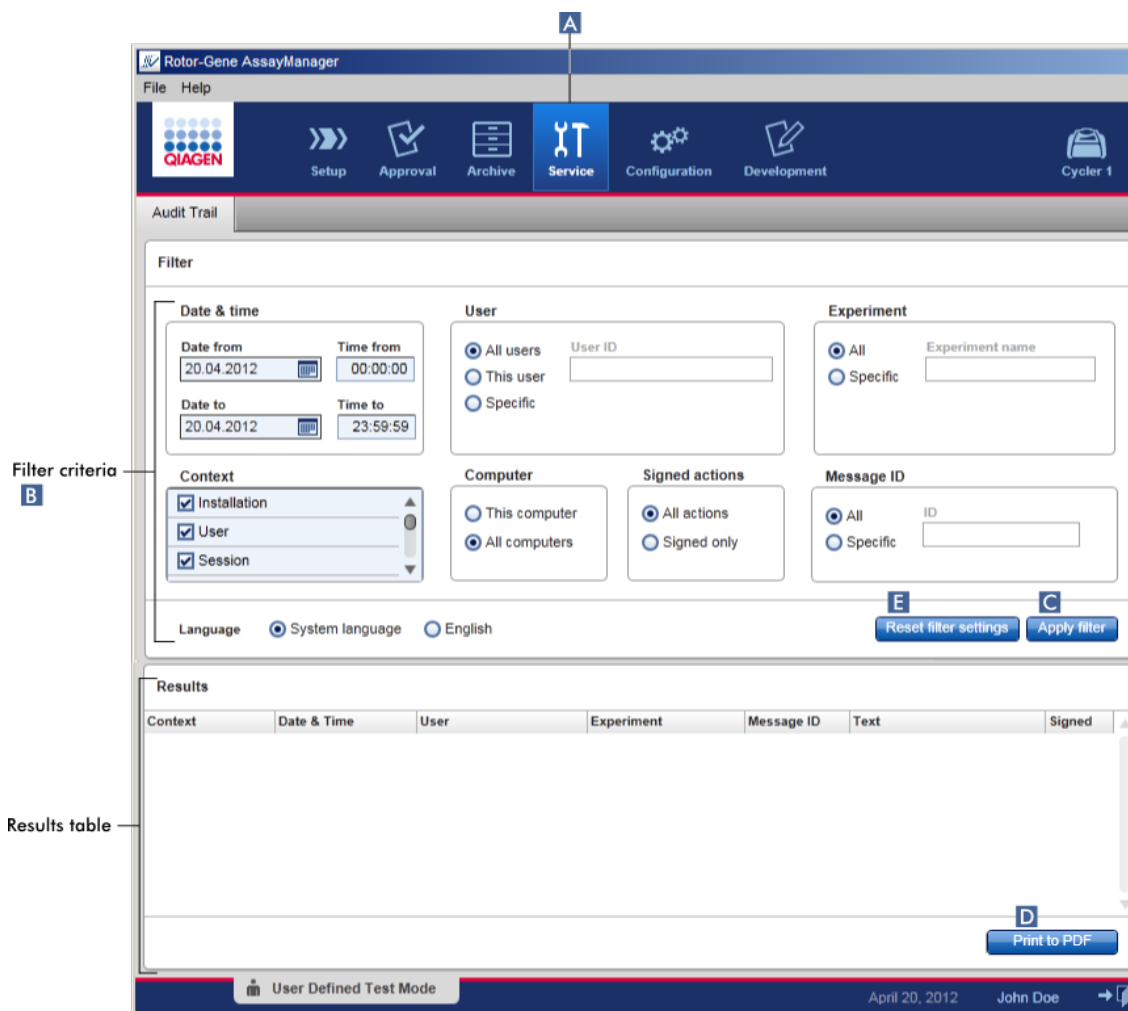 A
Rotor-Gene AssayManager
File Help
QIAGEN
Setup Approval Archive Service Configuration Development Cycler 1
Audit Trail
Filter
Date & time User Experiment
Date from Time from All users User ID All Experiment name
20.04.2012 00:00:00 This user Specific
Date to Time to Specific
20.04.2012 23:59:59
Filter criteria
B
Context Computer Signed actions Message ID
Installation This computer All actions All ID
User All computers Signed only Specific
Session
E C
Language System language English Reset filter settings Apply filter
Results
Context Date & Time User Experiment Message ID Text Signed
Results table
D
Print to PDF
User Defined Test Mode
April 20, 2012 John Doe